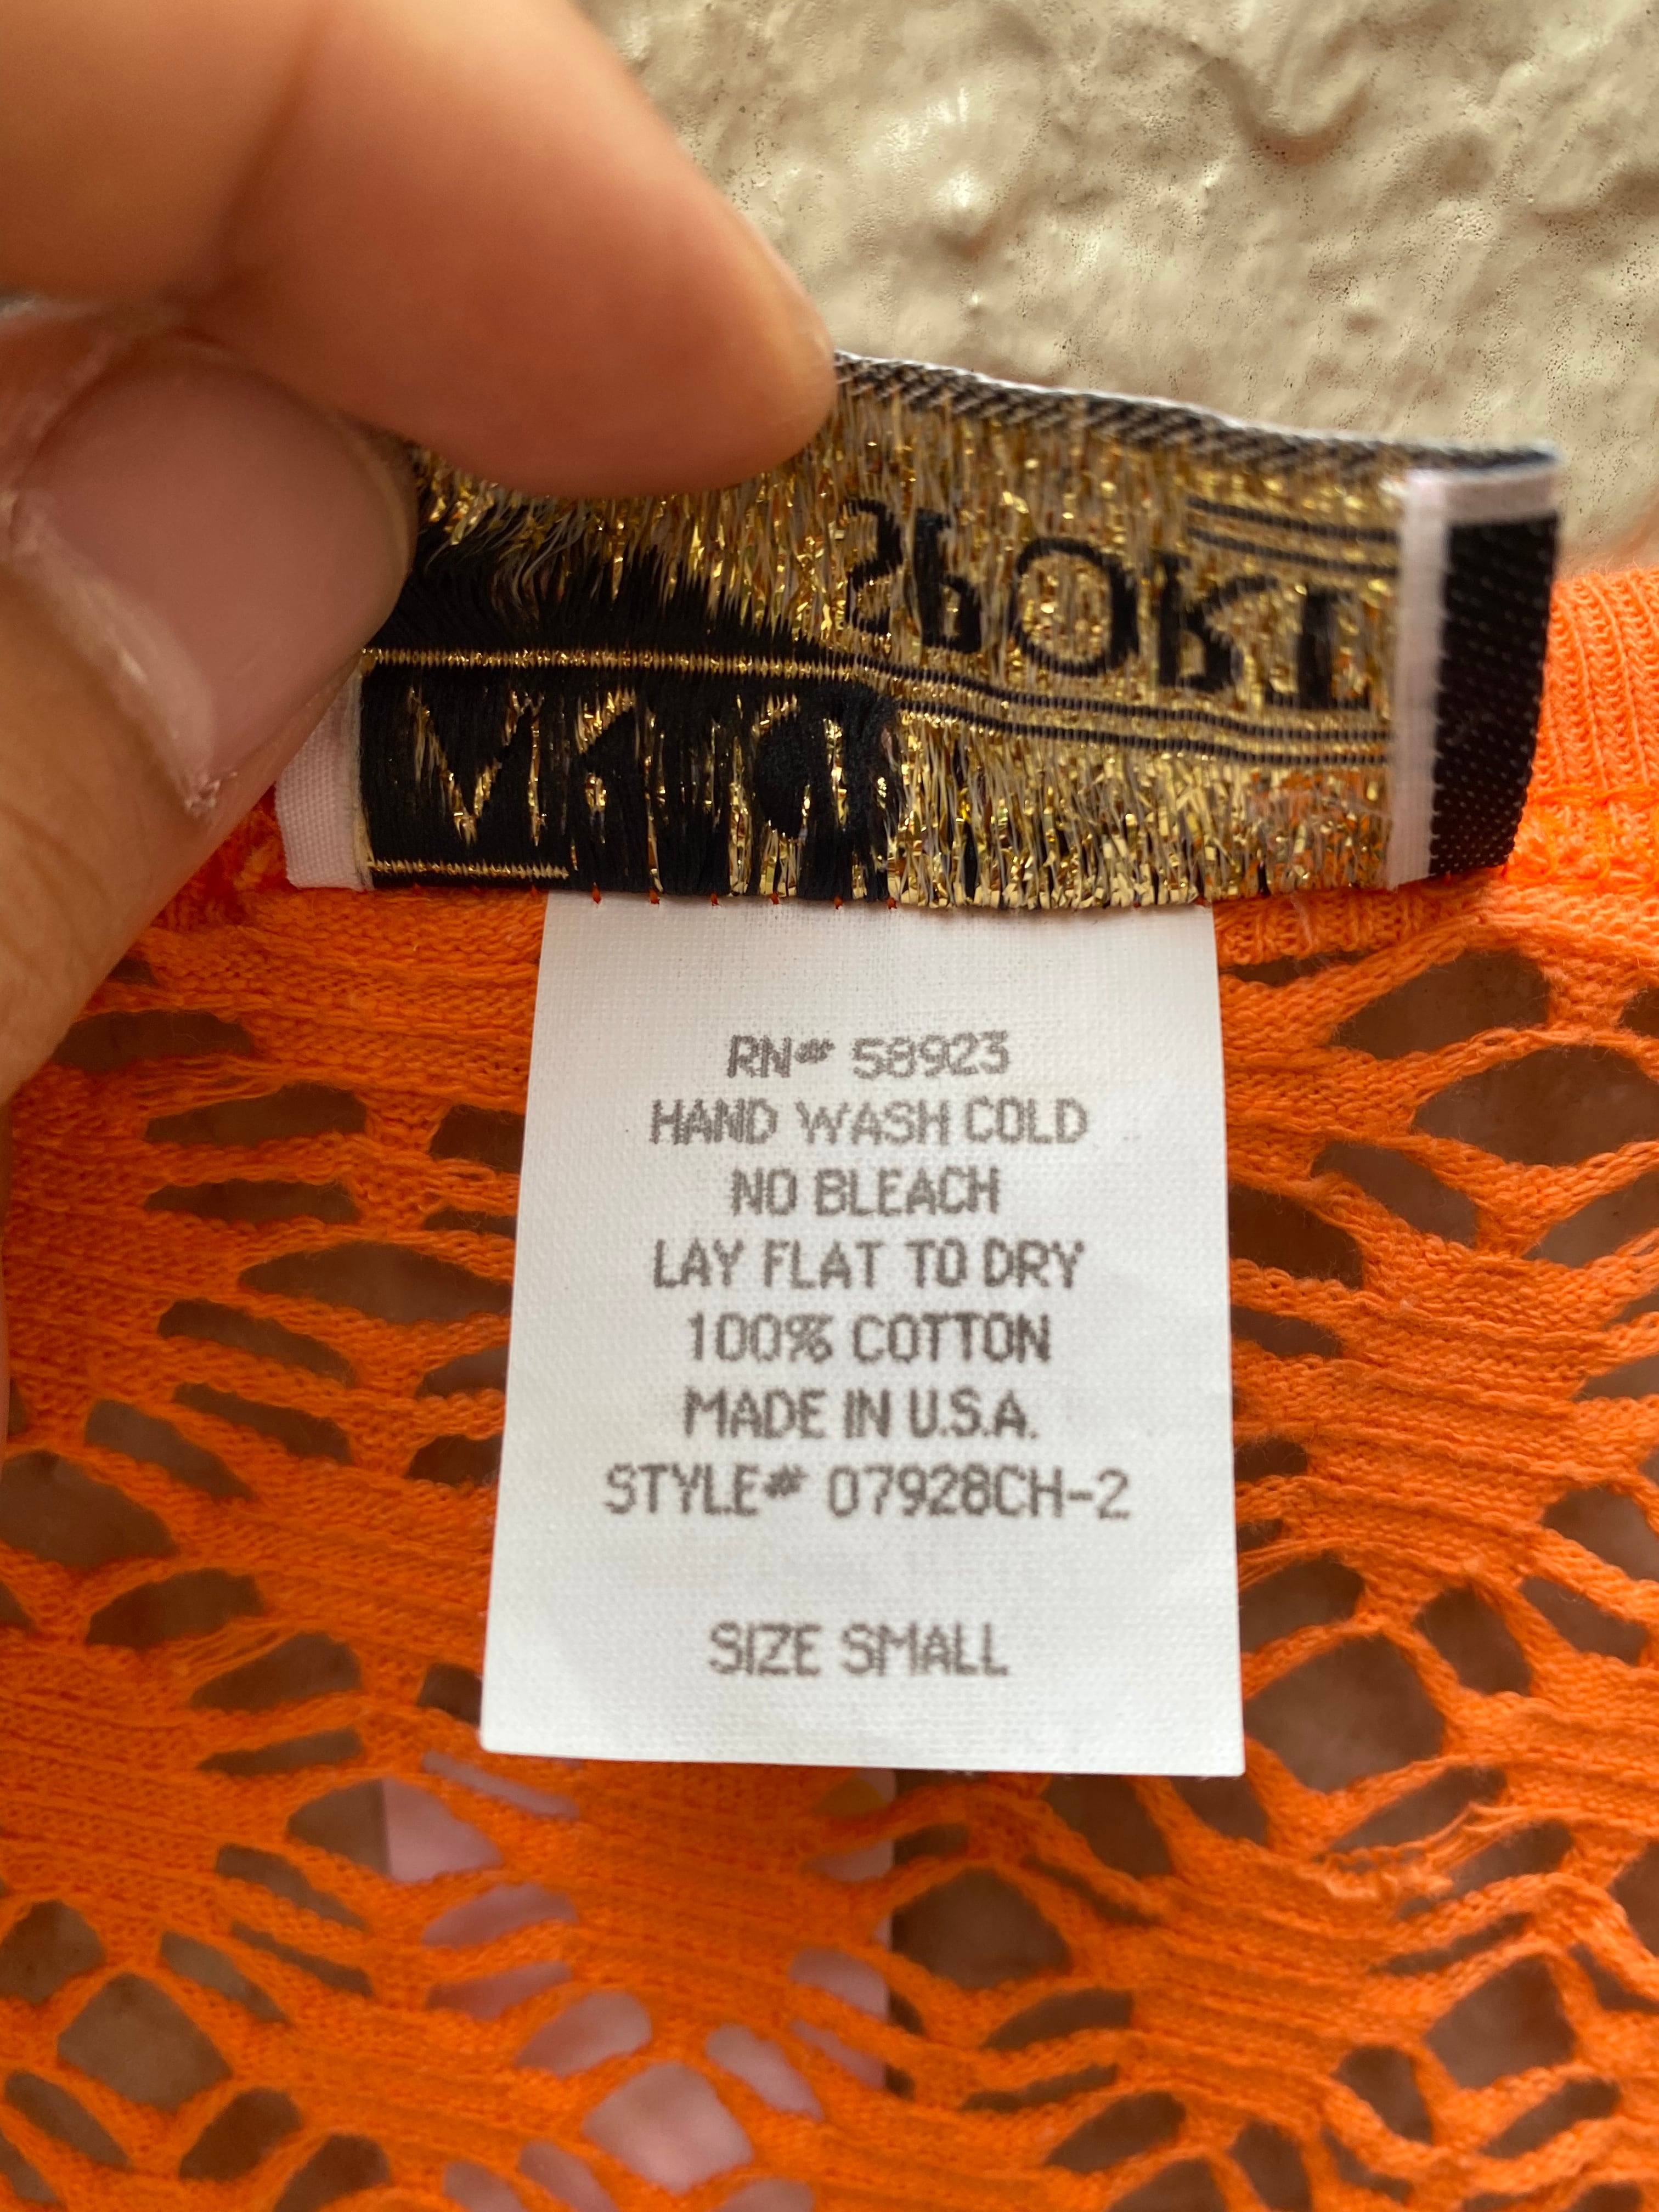 SPORT
RN# 58923
HAND WASH COLD
NO BLEACH
LAY FLAT TO DRY
100% COTTON
MADE IN U.S.A.
STYLE# 07928CH-2
SIZE SMALL